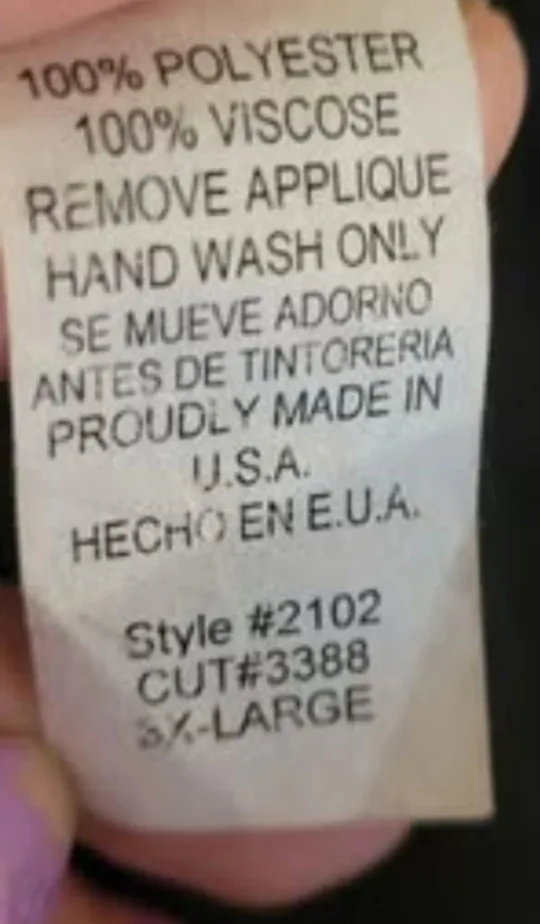 100% POLYESTER
100% VISCOSE
REMOVE APPLIQUE
HAND WASH ONLY
SE MUEVE ADORNO
ANTES DE TINTORERIA
PROUDLY MADE IN
U.S.A.
HECHO EN E.U.A.
Style #2102
CUT#3388
3X-LARGE